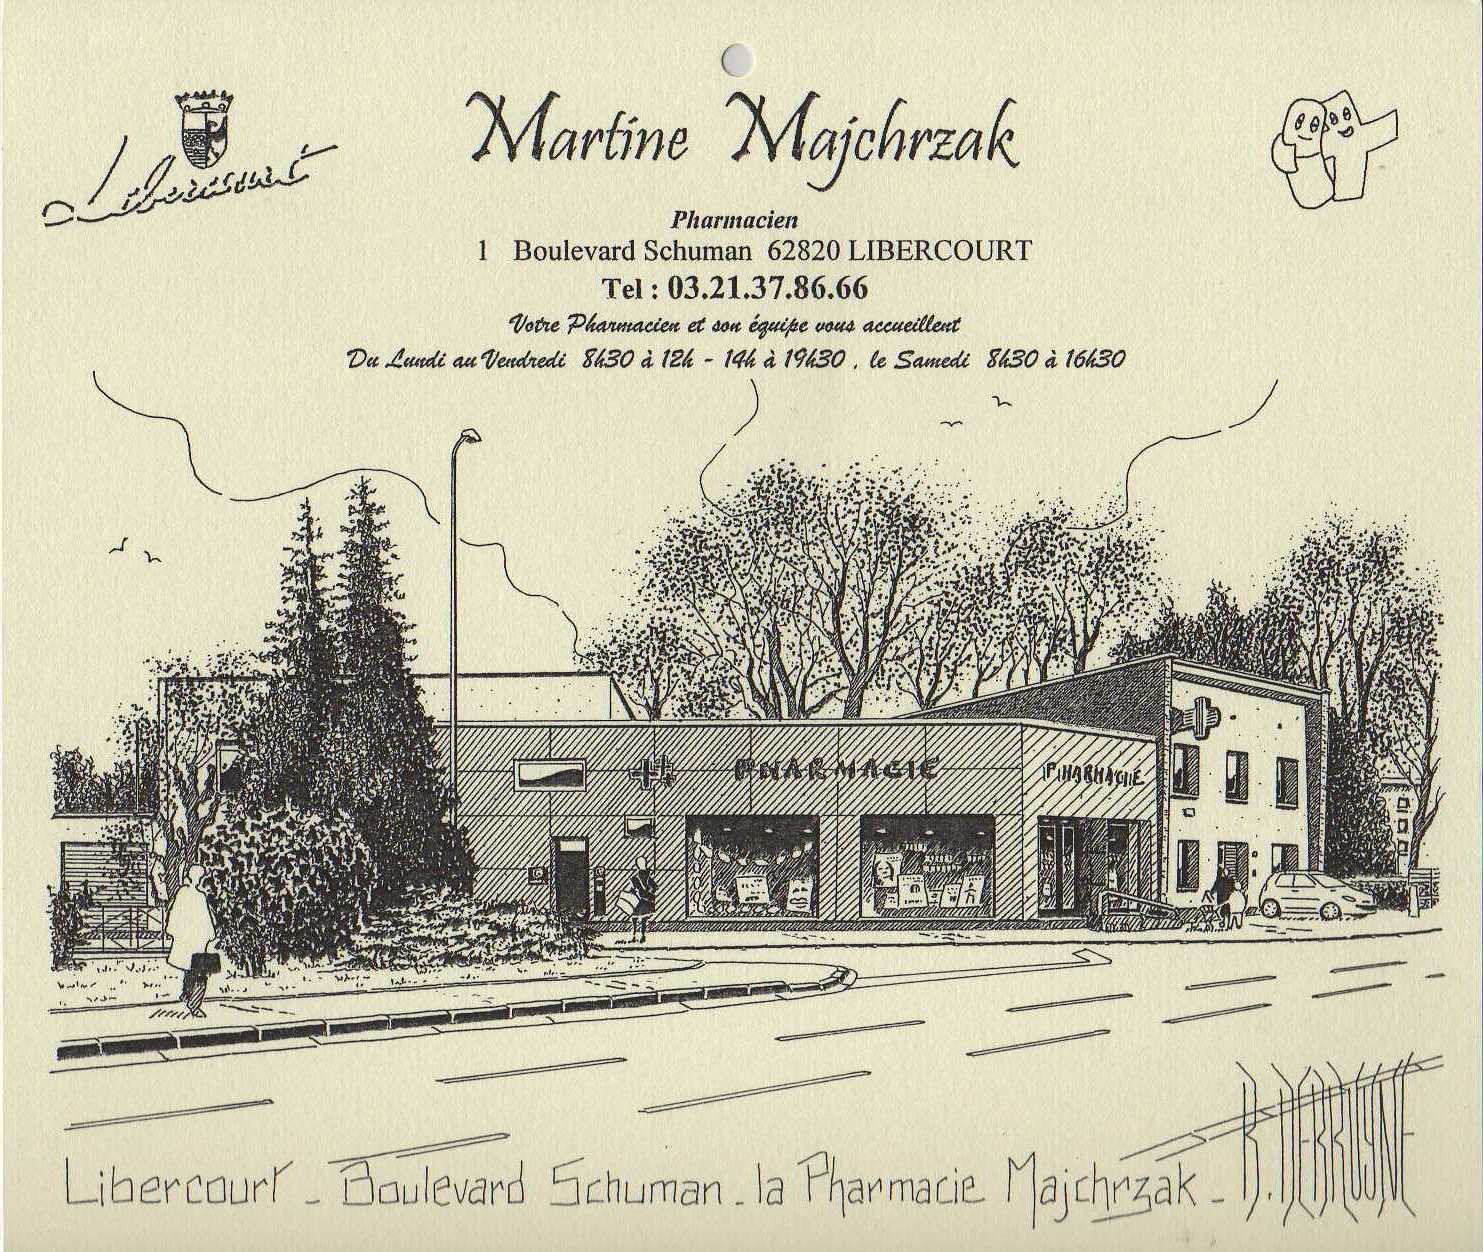 Libercourt
Martine Majchrzak
Pharmacien
1 Boulevard Schuman 62820 LIBERCOURT
Tel : 03.21.37.86.66
Votre Pharmacien et son équipe vous accueillent
Du Lundi au Vendredi 8h30 à 12h - 14h à 19h30 , le Samedi 8h30 à 16h30
PHARMACIE
PHARMACIE
Libercourt - Boulevard Schuman - la Pharmacie Majchrzak - B. DEBRUYNE